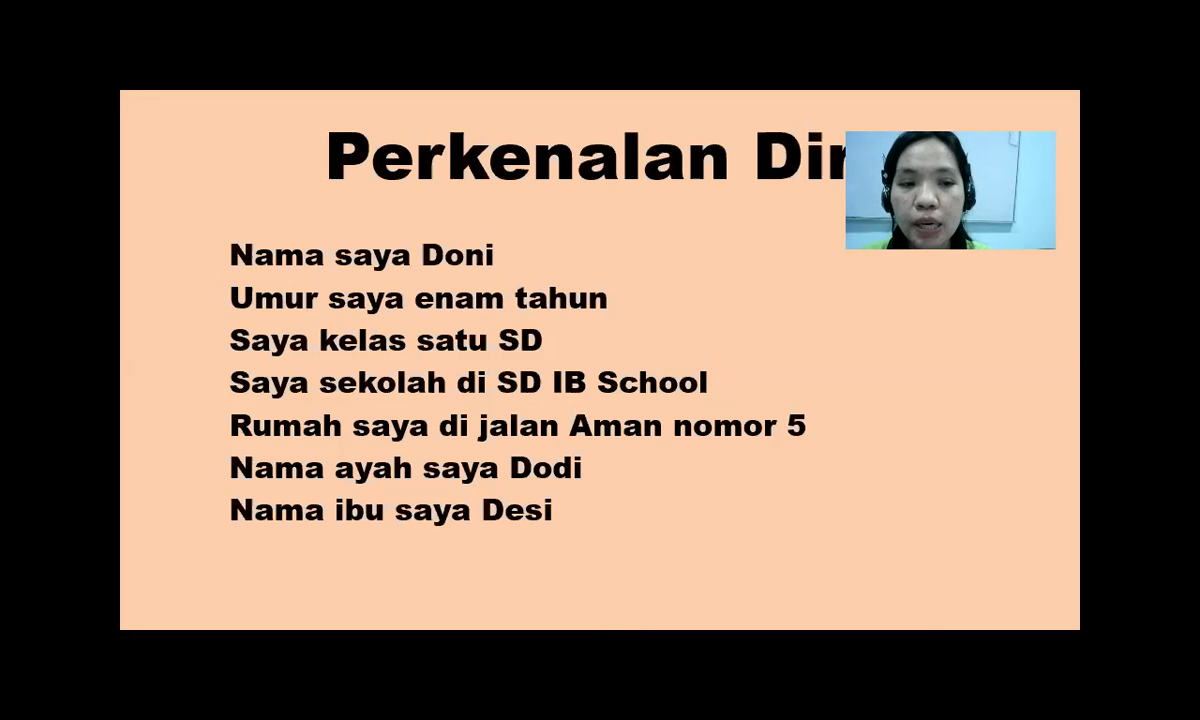 Perkenalan Dir
Nama saya Doni
Umur saya enam tahun
Saya kelas satu SD
Saya sekolah di SD IB School
Rumah saya di jalan Aman nomor 5
Nama ayah saya Dodi
Nama ibu saya Desi